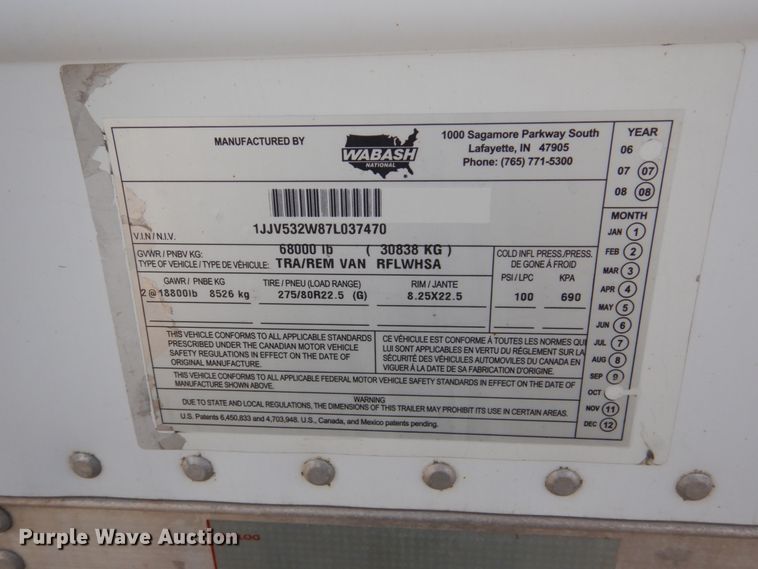 MANUFACTURED BY
WABASH
NATIONAL
1000 Sagamore Parkway South
Lafayette, IN 47905
Phone: (765) 771-5300
YEAR
06
07 07
08 08
1JJV532W87L037470
V.I.N / N.I.V.
GVWR / PNBV KG: 68000 lb ( 30838 KG )
TYPE OF VEHICLE / TYPE DE VÉHICULE: TRA/REM VAN RFLWHSA
COLD INFL PRESS./PRESS.
DE GONE À FROID
GAWR / PNBE KG TIRE / PNEU (LOAD RANGE) RIM / JANTE PSI / LPC KPA
2@18800lb 8526 kg 275/80R22.5 (G) 8.25X22.5 100 690
MONTH
JAN 1
FEB 2
MAR 3
APR 4
MAY 5
JUN 6
JUL 7
AUG 8
SEP 9
OCT
NOV 11
DEC 12
THIS VEHICLE CONFORMS TO ALL APPLICABLE STANDARDS
PRESCRIBED UNDER THE CANADIAN MOTOR VEHICLE
SAFETY REGULATIONS IN EFFECT ON THE DATE OF
ORIGINAL MANUFACTURE.
CE VÉHICULE EST CONFORME À TOUTES LES NORMES QUI
LUI SONT APPLICABLES EN VERTU DU RÉGLEMENT SUR LA
SÉCURITÉ DES VÉHICULES AUTOMOBILES DU CANADA EN
VIGUER À LA DATE DE SA FABRICATION D'ORIGINE.
THIS VEHICLE CONFORMS TO ALL APPLICABLE FEDERAL MOTOR VEHICLE SAFETY STANDARDS IN EFFECT ON THE DATE OF
MANUFACTURE SHOWN ABOVE.
WARNING
DUE TO STATE AND LOCAL REGULATIONS, THE DIMENSIONS OF THIS TRAILER MAY PROHIBIT ITS USE IN CERTAIN AREAS.
U.S. Patents 6,450,833 and 4,703,948. U.S., Canada, and Mexico patents pending.
Purple Wave Auction
LOG